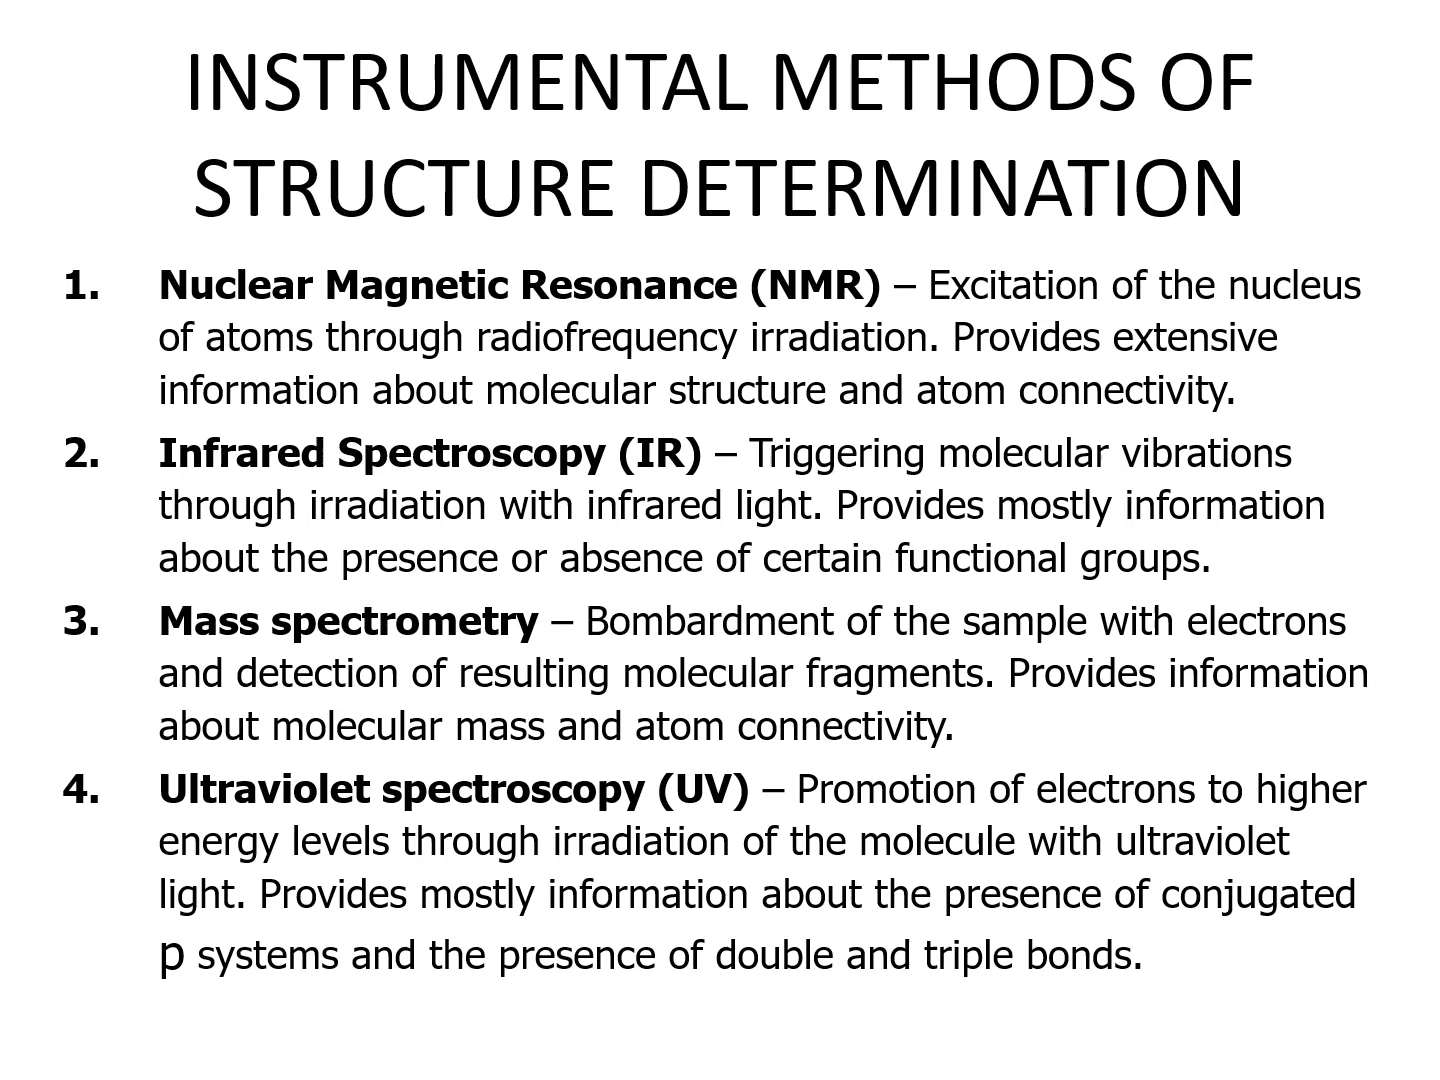 INSTRUMENTAL METHODS OF
STRUCTURE DETERMINATION
1. Nuclear Magnetic Resonance (NMR) – Excitation of the nucleus
of atoms through radiofrequency irradiation. Provides extensive
information about molecular structure and atom connectivity.
2. Infrared Spectroscopy (IR) – Triggering molecular vibrations
through irradiation with infrared light. Provides mostly information
about the presence or absence of certain functional groups.
3. Mass spectrometry – Bombardment of the sample with electrons
and detection of resulting molecular fragments. Provides information
about molecular mass and atom connectivity.
4. Ultraviolet spectroscopy (UV) – Promotion of electrons to higher
energy levels through irradiation of the molecule with ultraviolet
light. Provides mostly information about the presence of conjugated
p systems and the presence of double and triple bonds.